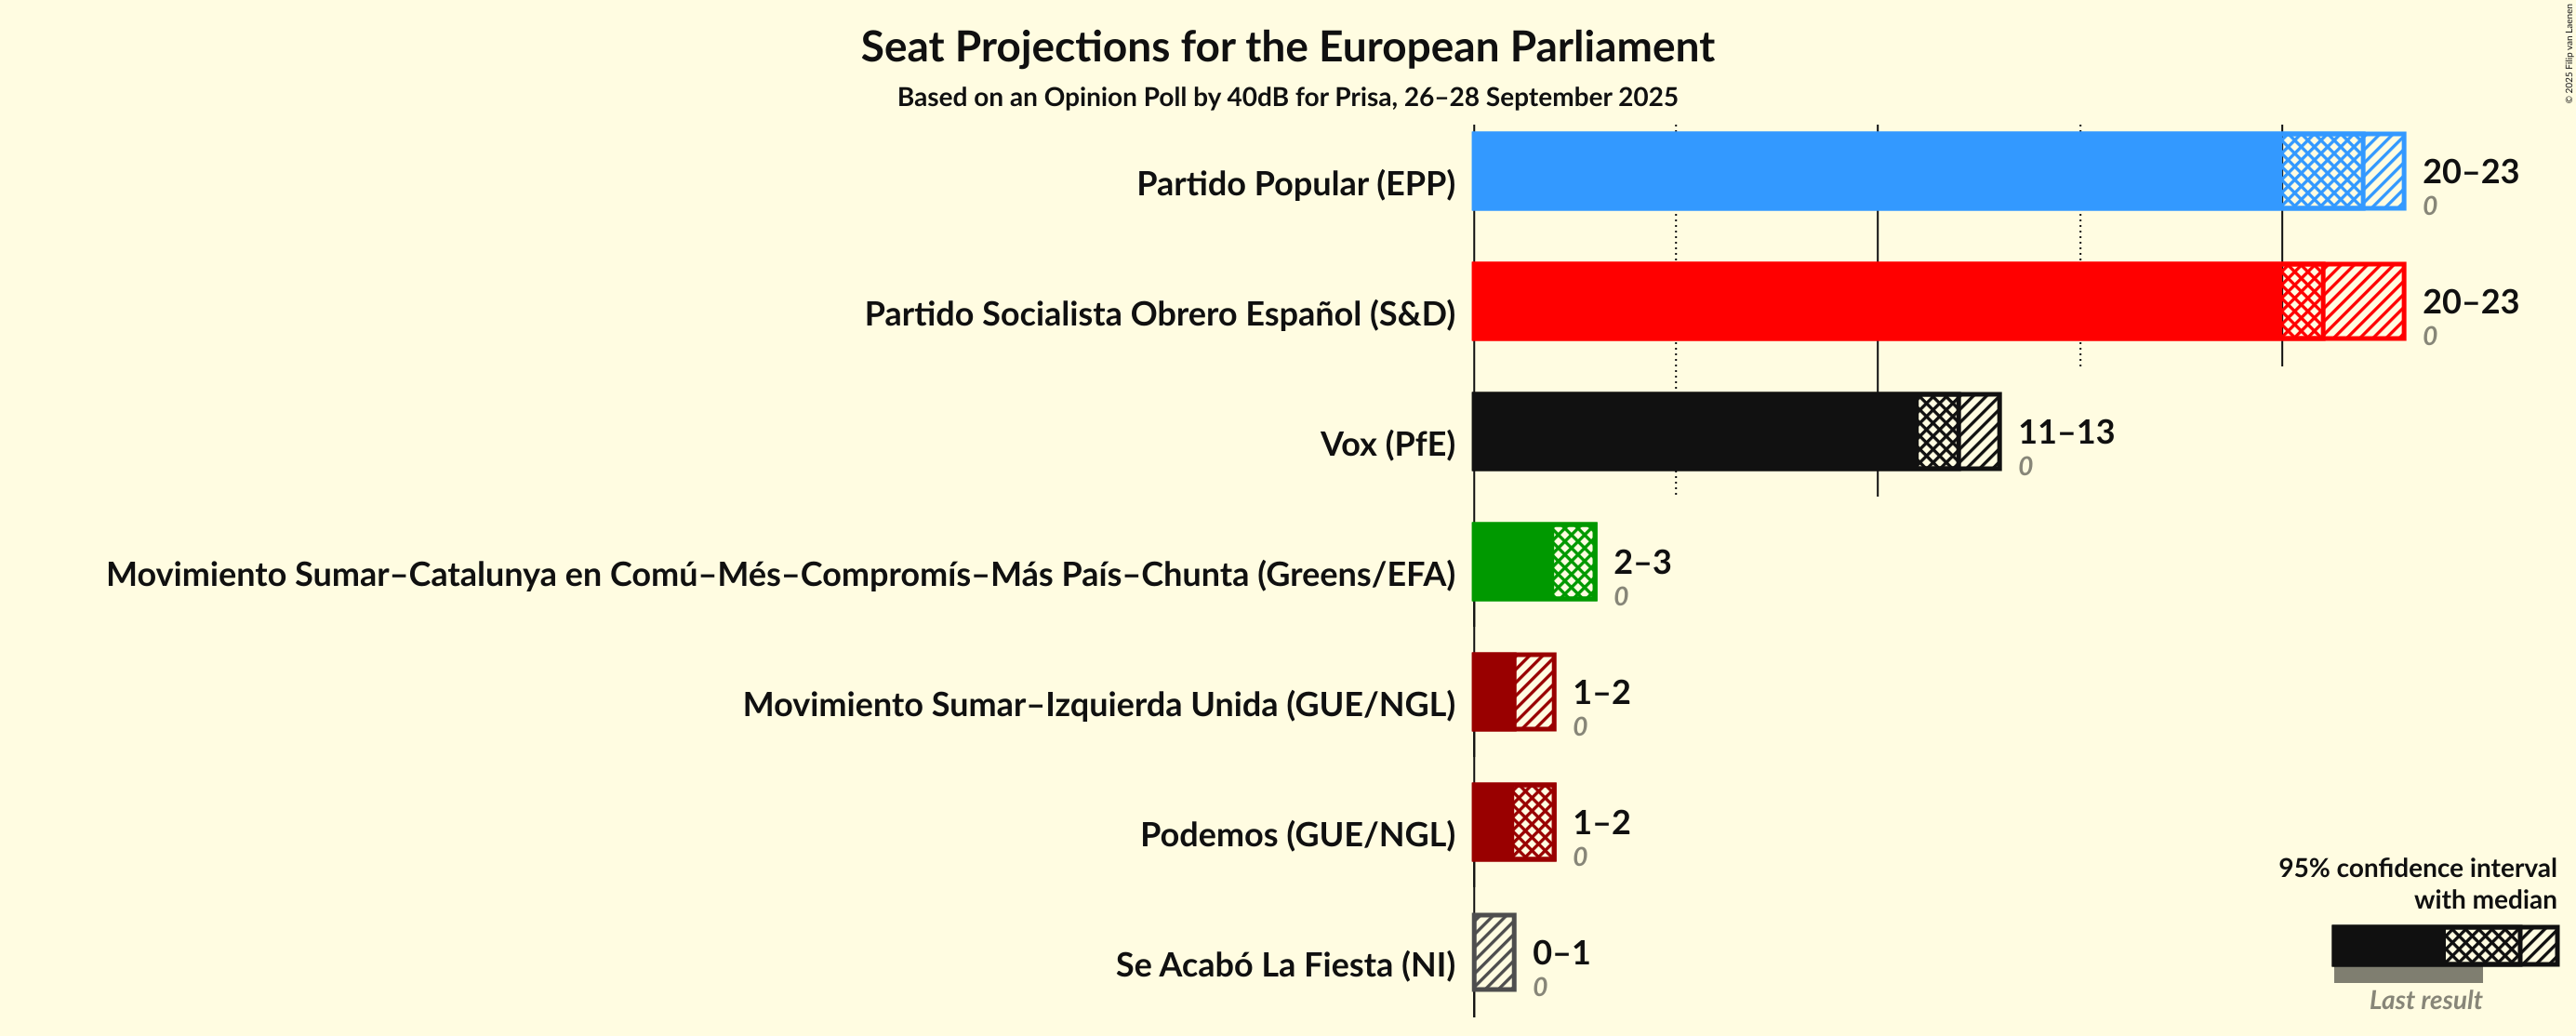 Seat Projections for the European Parliament
Based on an Opinion Poll by 40dB for Prisa, 26–28 September 2025
© 2025 Filip van Laenen
Partido Popular (EPP)
20–23
0
Partido Socialista Obrero Español (S&D)
20–23
0
Vox (PfE)
11–13
0
Movimiento Sumar–Catalunya en Comú–Més–Compromís–Más País–Chunta (Greens/EFA)
2–3
0
Movimiento Sumar–Izquierda Unida (GUE/NGL)
1–2
0
Podemos (GUE/NGL)
1–2
0
Se Acabó La Fiesta (NI)
0–1
0
95% confidence interval
with median
Last result